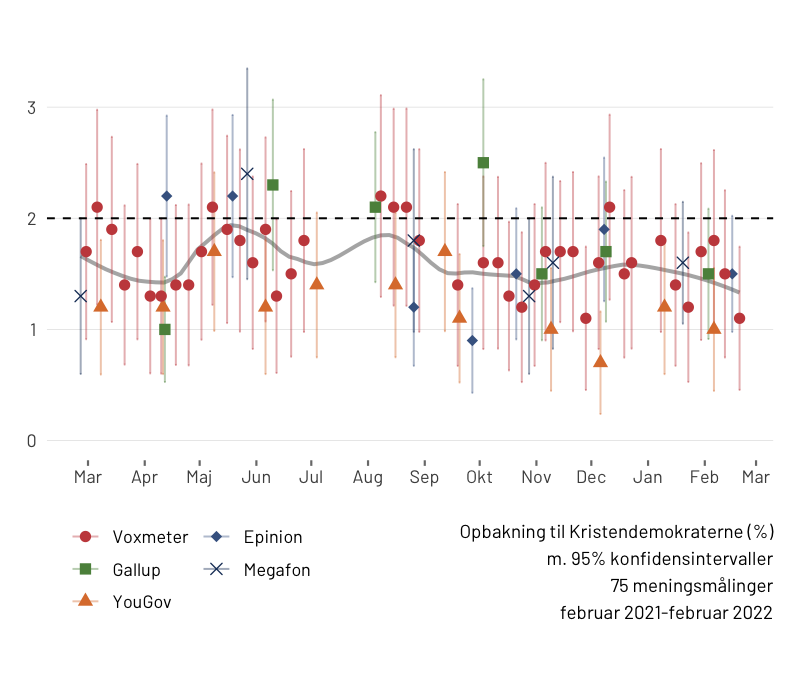 3
2
1
0
Mar Apr Maj Jun Jul Aug Sep Okt Nov Dec Jan Feb Mar
Voxmeter Epinion
Gallup Megafon
YouGov
Opbakning til Kristendemokraterne (%)
m. 95% konfidensintervaller
75 meningsmålinger
februar 2021-februar 2022